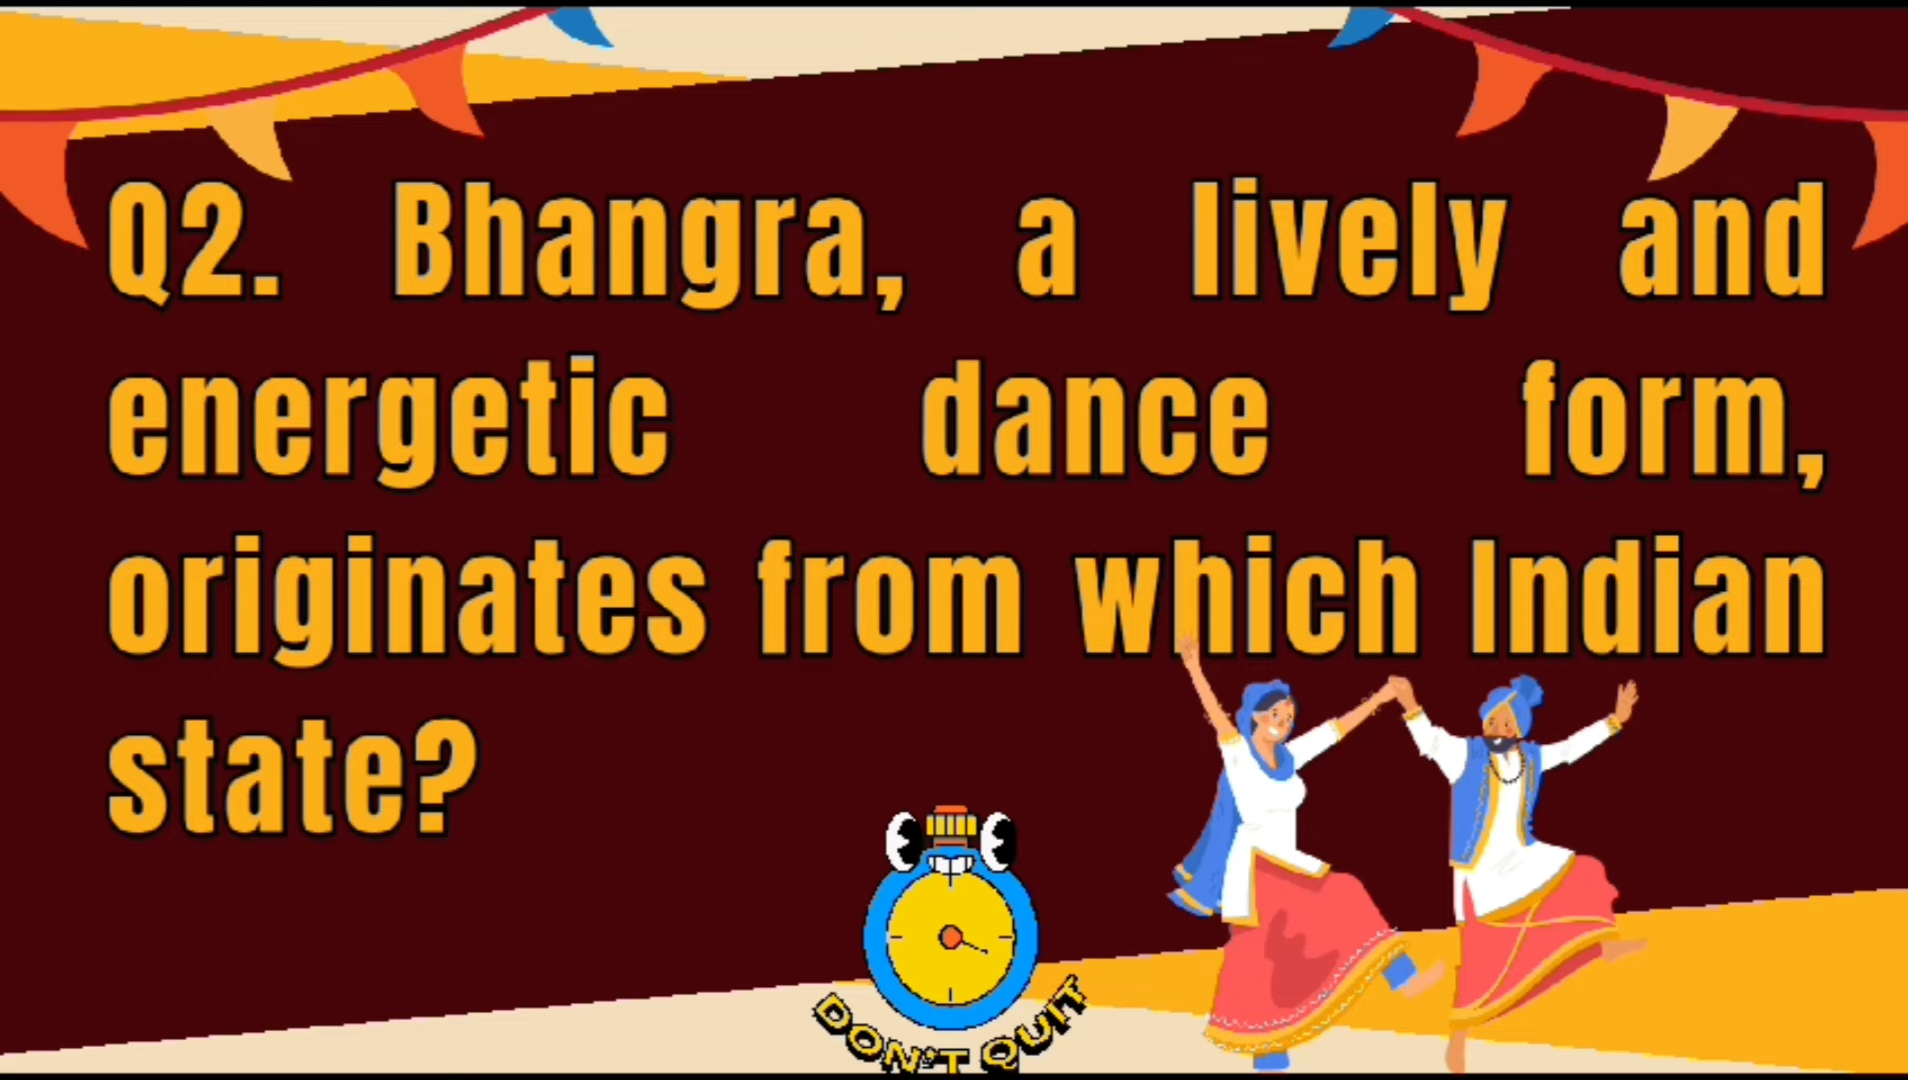 Q2. Bhangra, a lively and
energetic dance form,
originates from which Indian
state?
DON'T QUIT